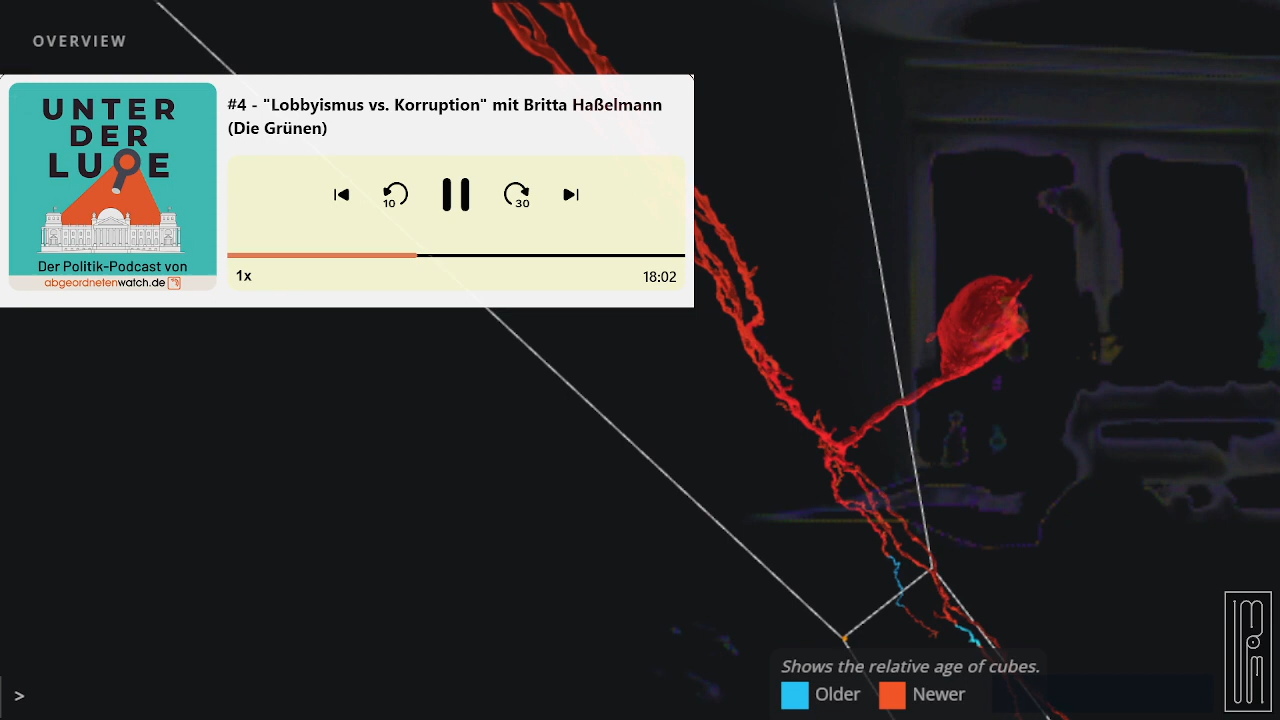 OVERVIEW
UNTER
DER
LUPE
Der Politik-Podcast von
abgeordnetenwatch.de
#4 - "Lobbyismus vs. Korruption" mit Britta Haßelmann
(Die Grünen)
10
30
1x
18:02
>
Shows the relative age of cubes.
Older
Newer